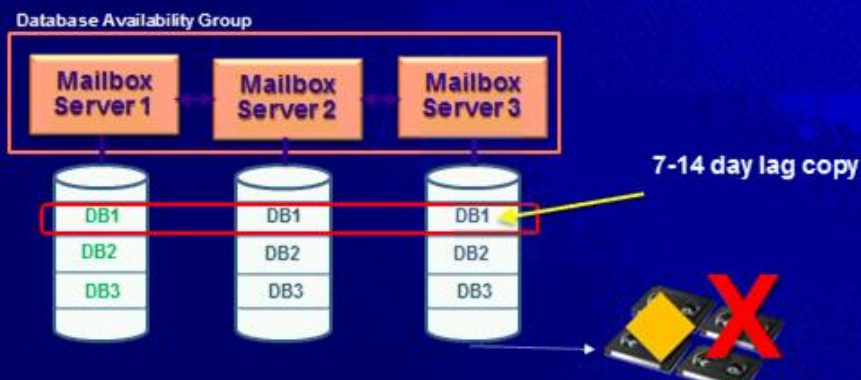 Database Availability Group
Mailbox
Server 1
Mailbox
Server 2
Mailbox
Server 3
7-14 day lag copy
DB1
DB1
DB1
DB2
DB2
DB2
DB3
DB3
DB3
X